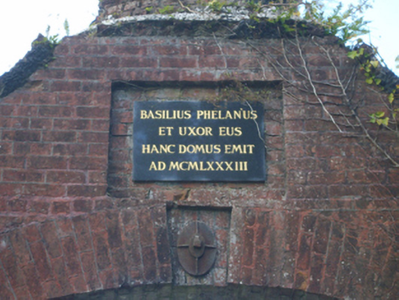 BASILIUS PHELANUS
ET UXOR EUS
HANC DOMUS EMIT
AD MCMLXXXIII